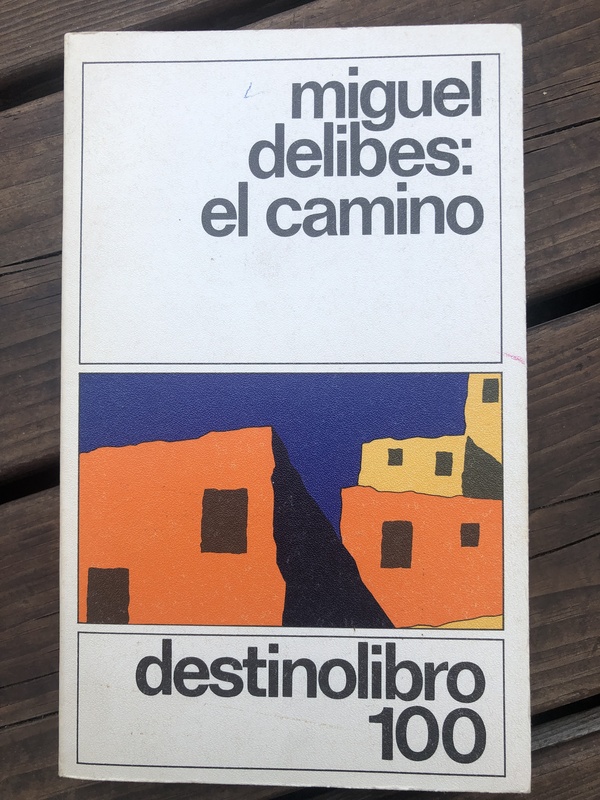 miguel
delibes:
el camino
destinolibro
100